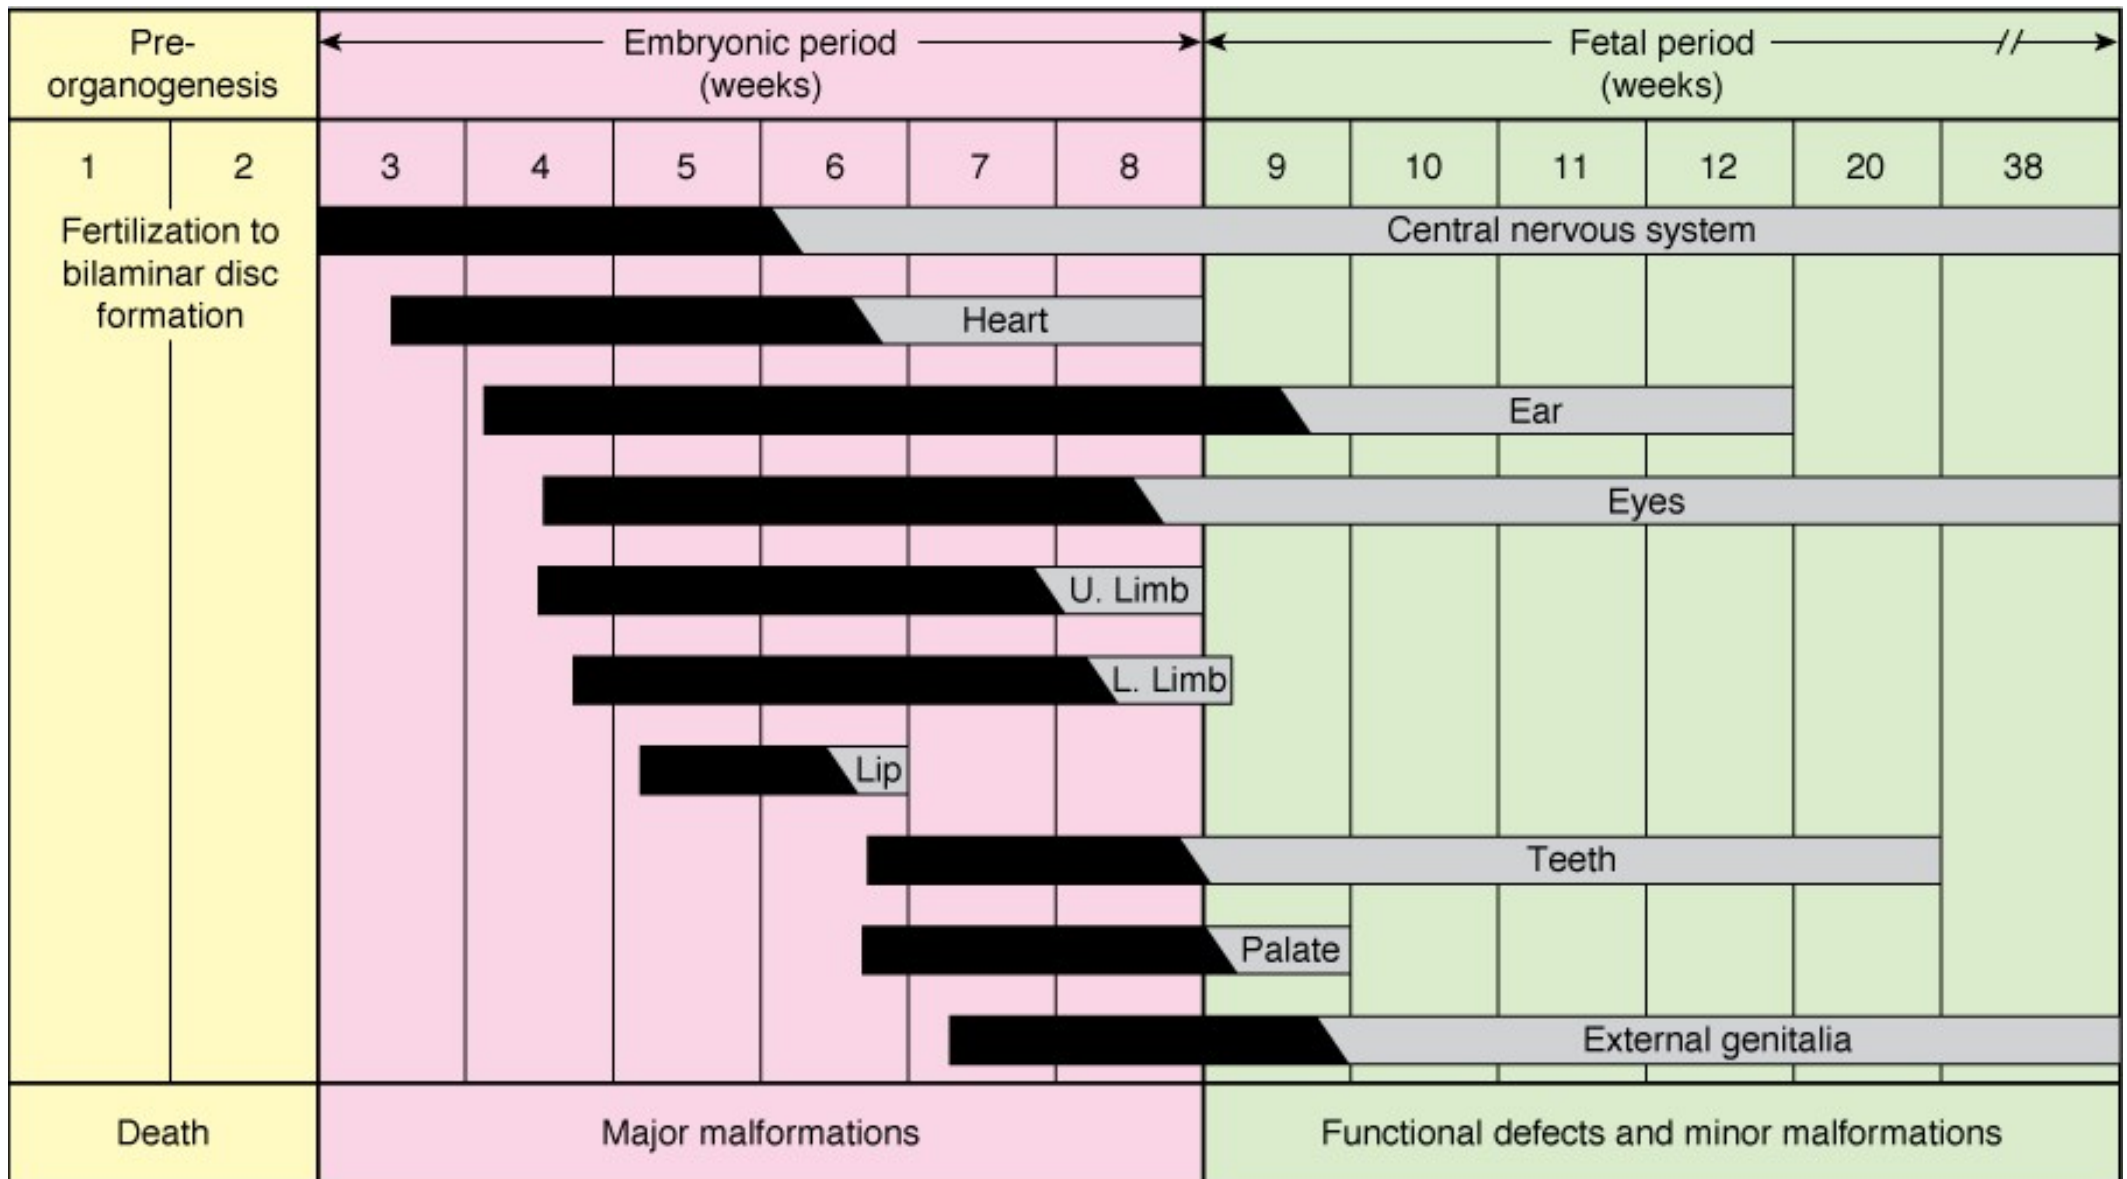 Pre-
organogenesis
Embryonic period
(weeks)
Fetal period
(weeks)
1 2 3 4 5 6 7 8 9 10 11 12 20 38
Fertilization to
bilaminar disc
formation
Central nervous system
Heart
Ear
Eyes
U. Limb
L. Limb
Lip
Teeth
Palate
External genitalia
Death
Major malformations
Functional defects and minor malformations